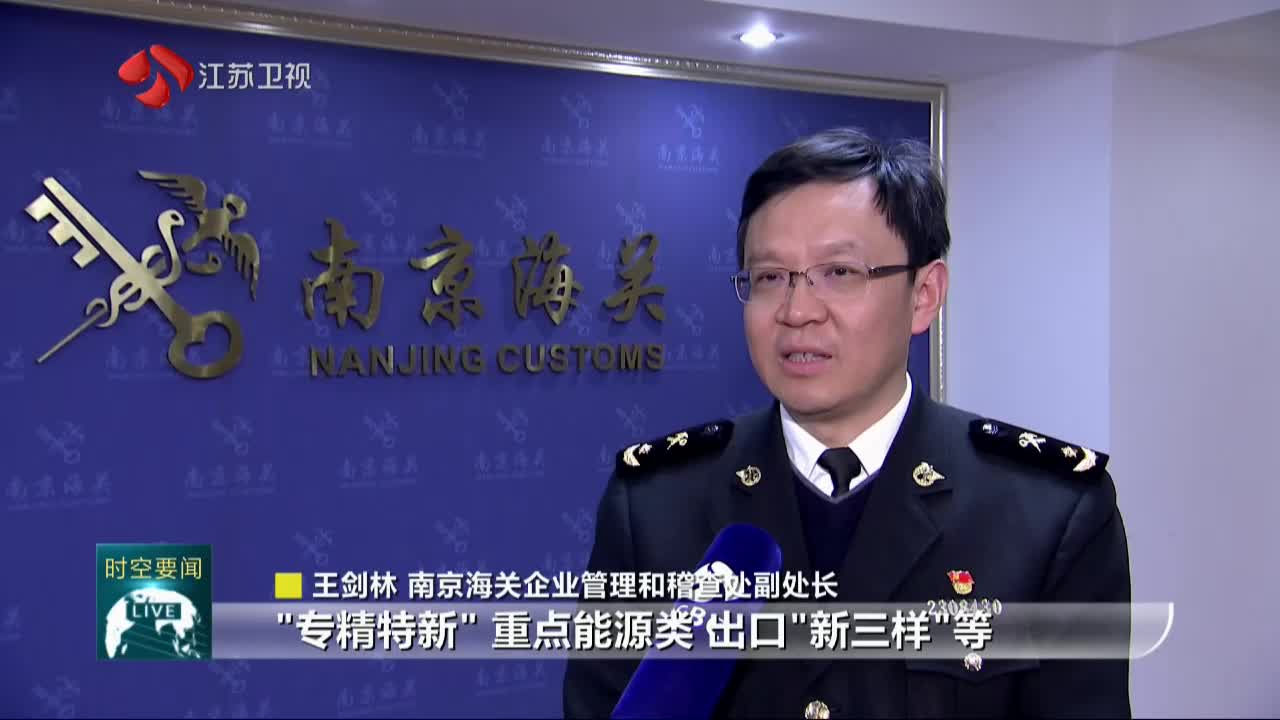 江苏卫视
南京海关
NANJING CUSTOMS
时空要闻
LIVE
王剑林 南京海关企业管理和稽查处副处长
"专精特新" 重点能源类 出口"新三样"等
2308430